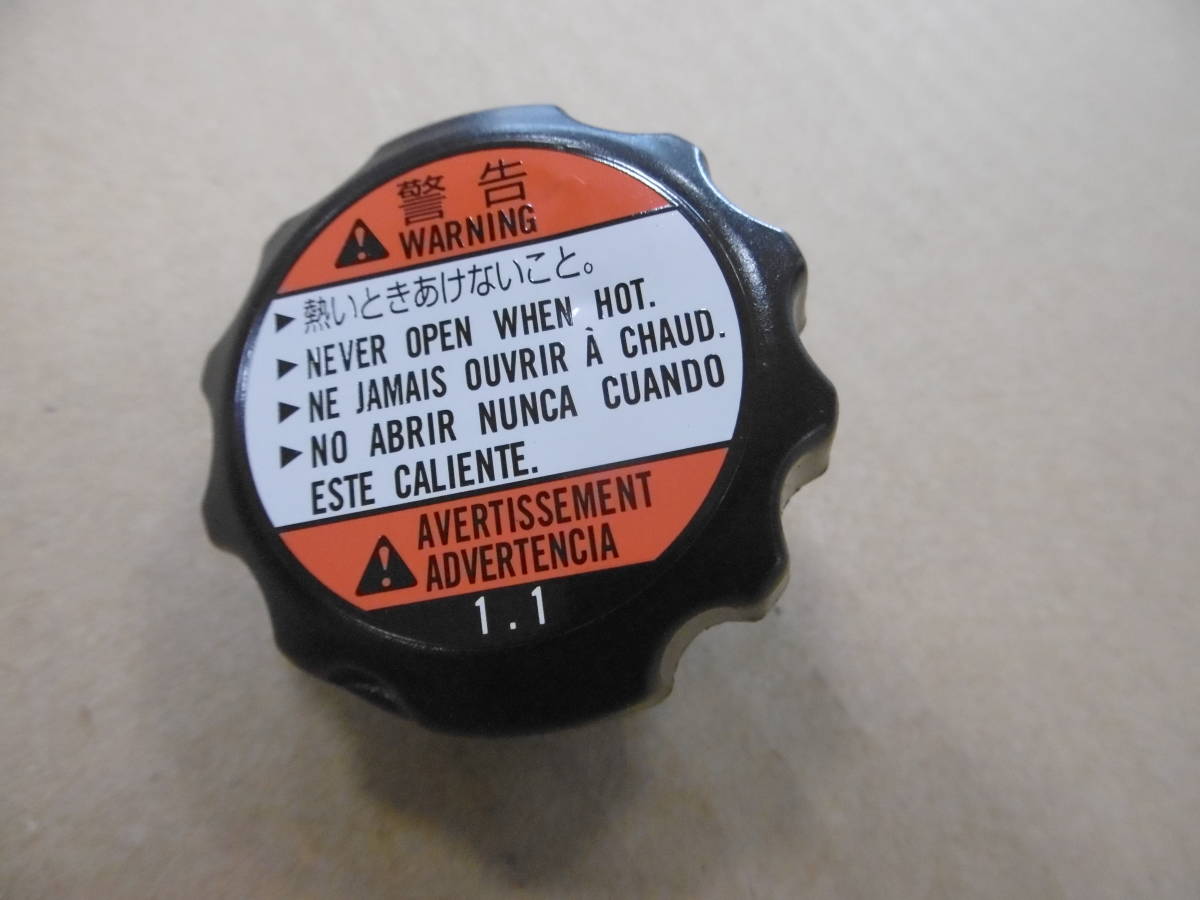 警告
WARNING
▶熱いときあけないこと。
▶NEVER OPEN WHEN HOT.
▶NE JAMAIS OUVRIR À CHAUD.
▶NO ABRIR NUNCA CUANDO
ESTE CALIENTE.
AVERTISSEMENT
ADVERTENCIA
1.1